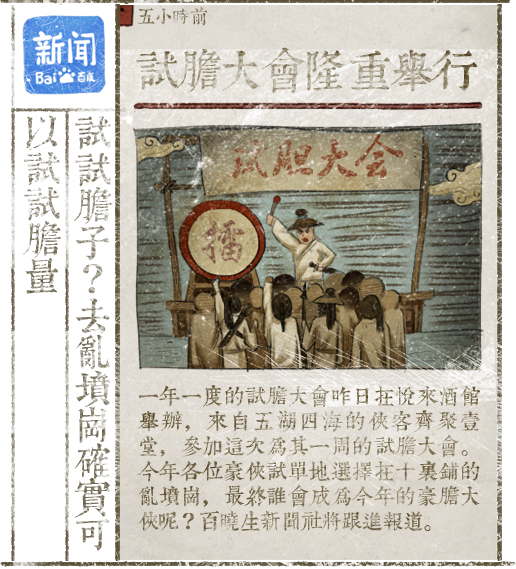 新闻
Bai百度
五小時前
試膽大會隆重舉行
試胆大会
擂
一年一度的試膽大會昨日在悅來酒館
舉辦，來自五湖四海的俠客齊聚壹
堂，參加這次為其一周的試膽大會。
今年各位豪俠試單地選擇在十裏鋪的
亂墳崗，最終誰會成為今年的豪膽大
俠呢？百曉生新聞社將跟進報道。
試試膽子？去亂墳崗確實可
以試試膽量